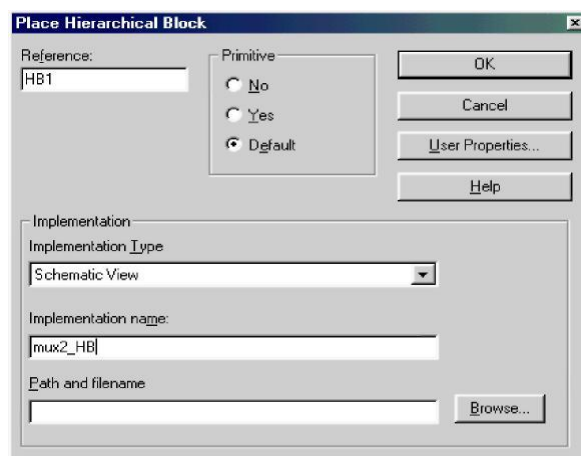 Place Hierarchical Block
Reference:
HB1
Primitive
No
Yes
Default
OK
Cancel
User Properties...
Help
Implementation
Implementation Type
Schematic View
Implementation name:
mux2_HB
Path and filename
Browse...